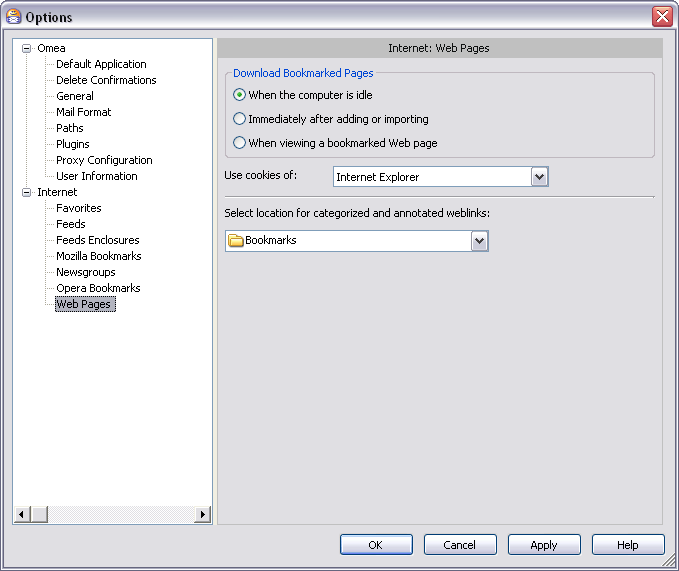 Options
Omea
Default Application
Delete Confirmations
General
Mail Format
Paths
Plugins
Proxy Configuration
User Information
Internet
Favorites
Feeds
Feeds Enclosures
Mozilla Bookmarks
Newsgroups
Opera Bookmarks
Web Pages
Internet: Web Pages
Download Bookmarked Pages
When the computer is idle
Immediately after adding or importing
When viewing a bookmarked Web page
Use cookies of: Internet Explorer
Select location for categorized and annotated weblinks:
Bookmarks
OK Cancel Apply Help